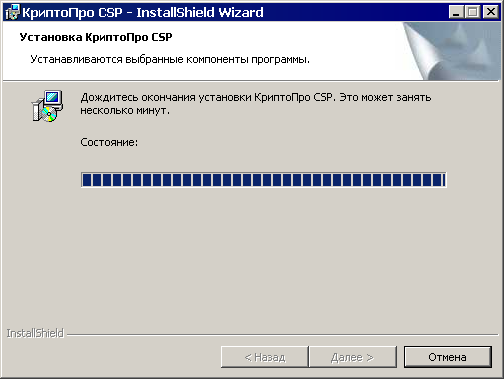 КриптоПро CSP - InstallShield Wizard
Установка КриптоПро CSP
Устанавливаются выбранные компоненты программы.
Дождитесь окончания установки КриптоПро CSP. Это может занять
несколько минут.
Состояние:
InstallShield
< Назад Далее > Отмена